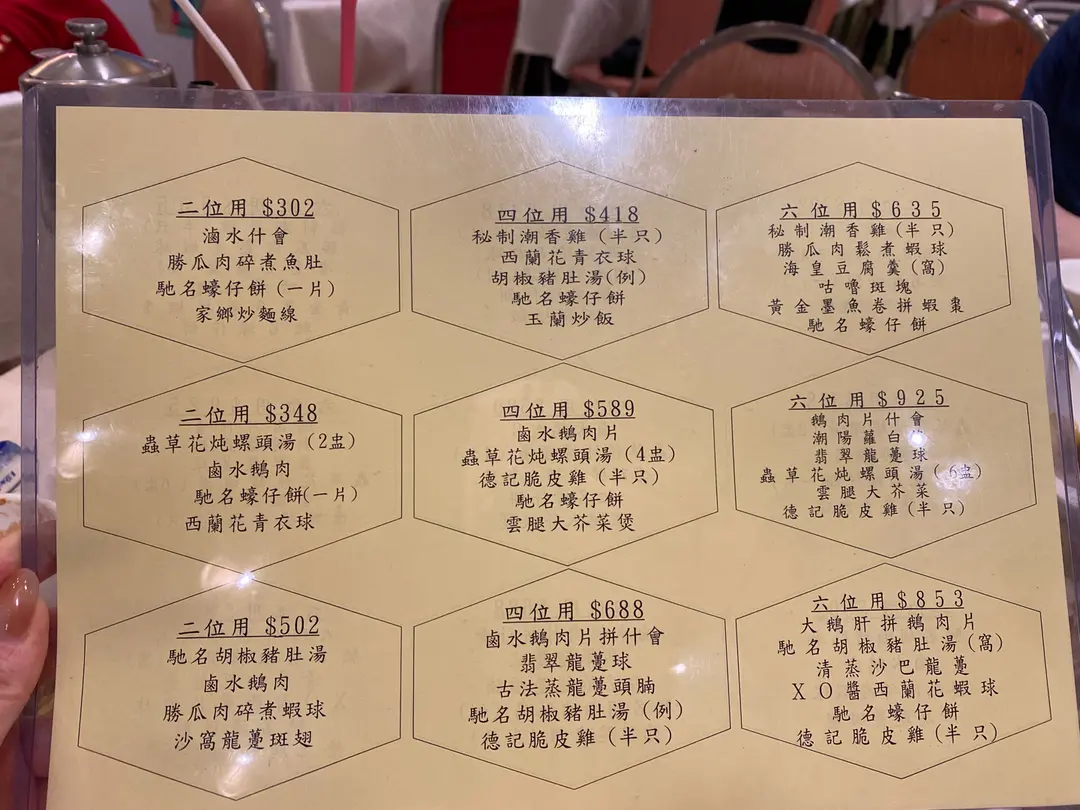 二位用 $302
滷水什會
勝瓜肉碎煮魚肚
馳名蠔仔餅 (一片)
家鄉炒麵線
四位用 $418
秘制潮香雞 (半只)
西蘭花青衣球
胡椒豬肚湯(例)
馳名蠔仔餅
玉蘭炒飯
六位用 $635
秘制潮香雞(半只)
勝瓜肉鬆煮蝦球
海皇豆腐羹(窩)
咕嚕斑塊
黃金墨魚卷拼蝦棗
馳名蠔仔餅
二位用 $348
蟲草花炖螺頭湯 (2盅)
滷水鵝肉
馳名蠔仔餅(一片)
西蘭花青衣球
四位用 $589
鹵水鵝肉片
蟲草花炖螺頭湯 (4盅)
德記脆皮雞 (半只)
馳名蠔仔餅
雲腿大芥菜煲
六位用 $925
鵝肉片什會
潮陽蘿白
翡翠龍躉球
蟲草花炖螺頭湯(6盅)
雲腿大芥菜
德記脆皮雞(半只)
二位用 $502
馳名胡椒豬肚湯
鹵水鵝肉
勝瓜肉碎煮蝦球
沙窩龍躉斑翅
四位用 $688
鹵水鵝肉片拼什會
翡翠龍躉球
古法蒸龍躉頭腩
馳名胡椒豬肚湯 (例)
德記脆皮雞 (半只)
六位用 $853
大鵝肝拼鵝肉片
馳名胡椒豬肚湯(窩)
清蒸沙巴龍躉
XO醬西蘭花蝦球
馳名蠔仔餅
德記脆皮雞(半只)